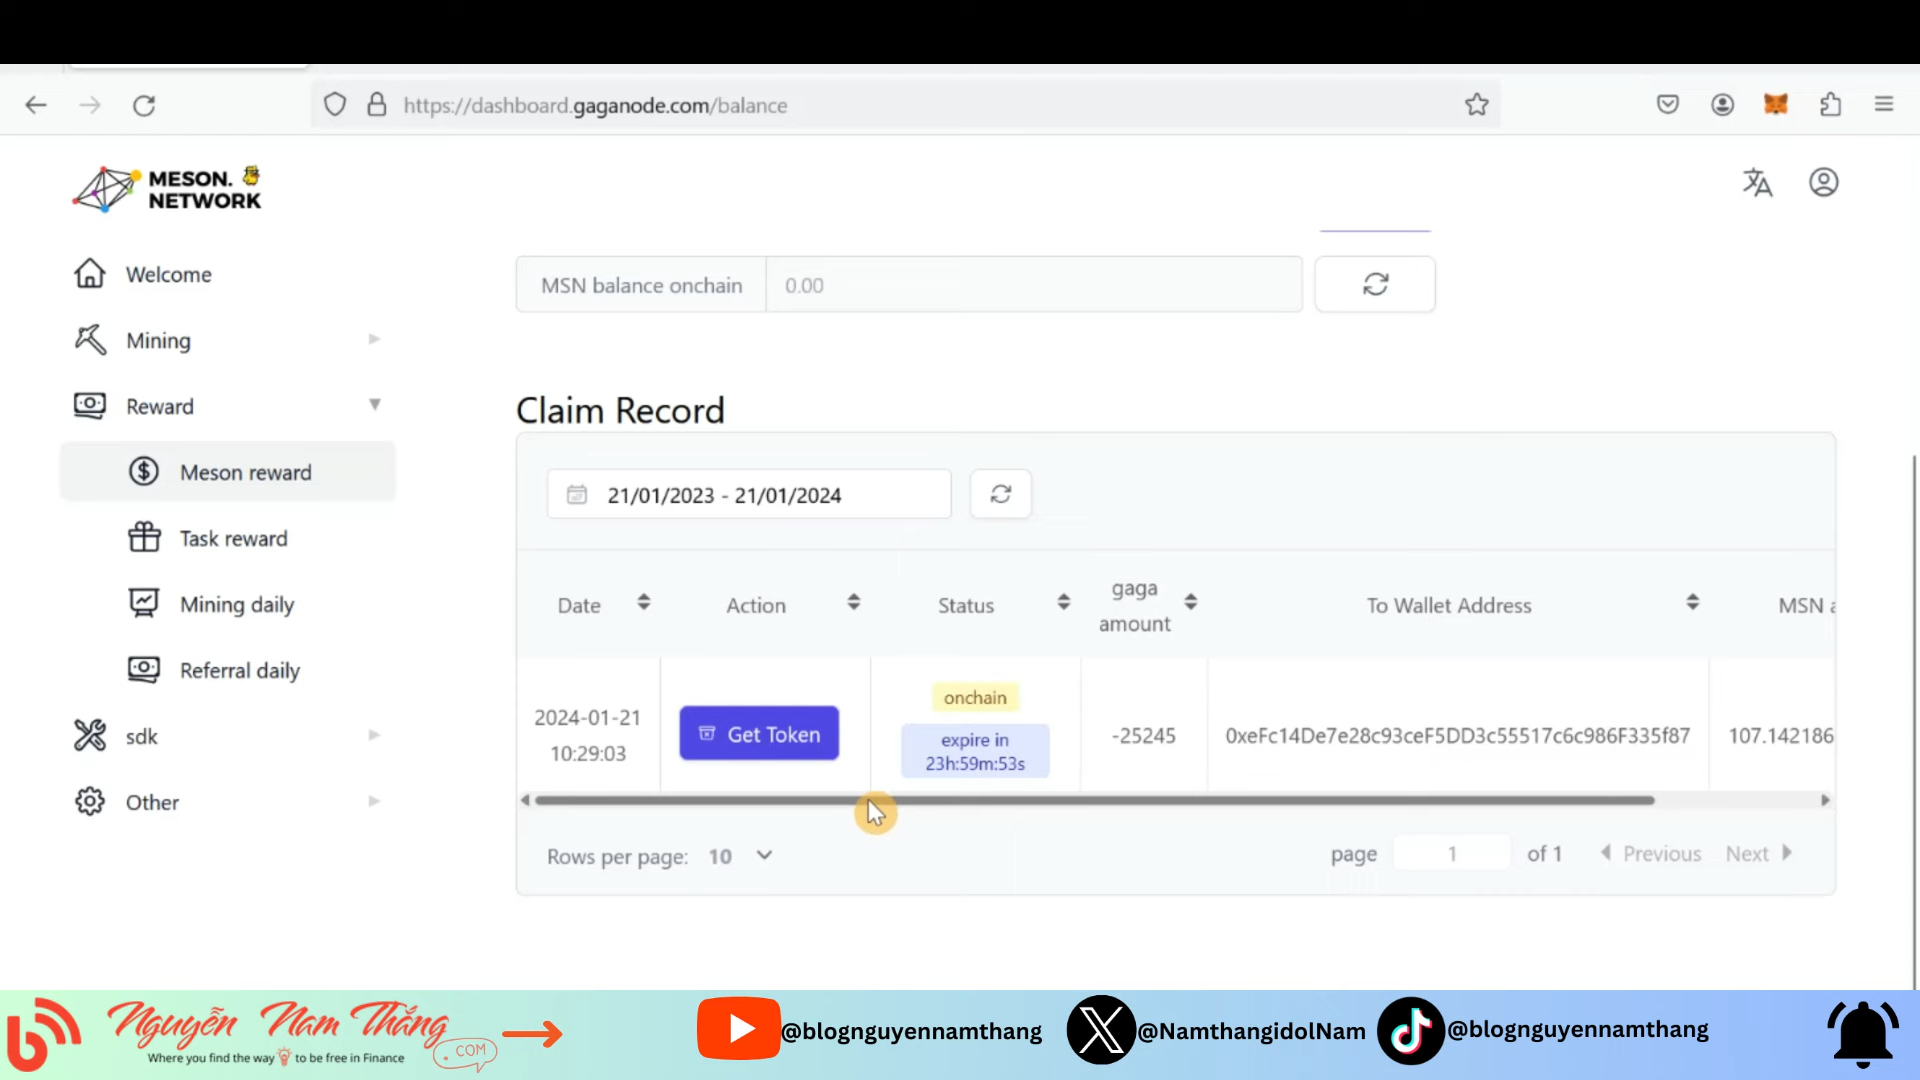 https://dashboard.gaganode.com/balance
MESON.
NETWORK
Welcome
Mining
Reward
Meson reward
Task reward
Mining daily
Referral daily
sdk
Other
MSN balance onchain 0.00
Claim Record
21/01/2023 - 21/01/2024
Date Action Status gaga amount To Wallet Address MSN
2024-01-21
10:29:03
Get Token
onchain
expire in
23h:59m:53s
-25245
0xeFc14De7e28c93ceF5DD3c55517c6c986F335f87
107.142186
Rows per page: 10
page 1 of 1 Previous Next
Nguyễn Nam Thắng
.COM
Where you find the way to be free in Finance
@blognguyennamthang
@NamthangidolNam
@blognguyennamthang